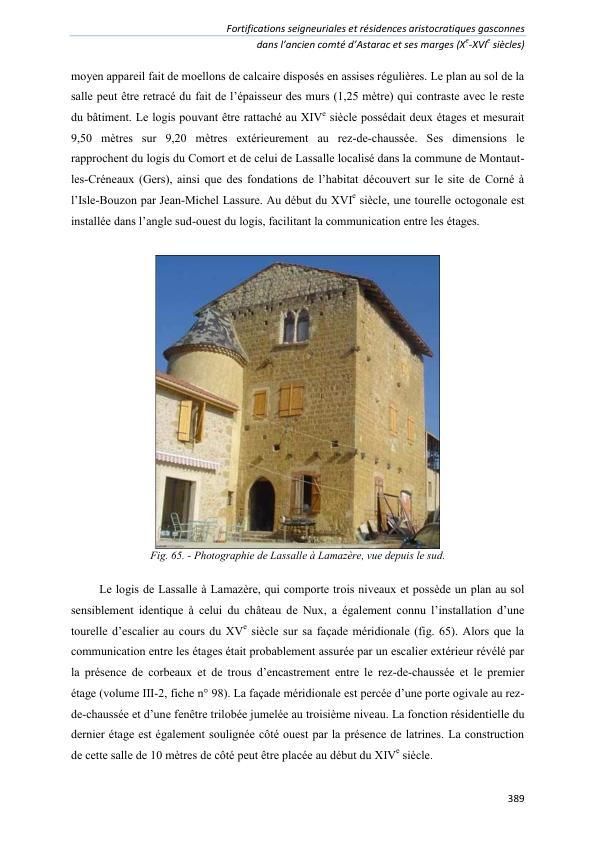 Fortifications seigneuriales et résidences aristocratiques gasconnes
dans l'ancien comté d'Astarac et ses marges (Xe-XVIe siècles)
moyen appareil fait de moellons de calcaire disposés en assises régulières. Le plan au sol de la
salle peut être retracé du fait de l'épaisseur des murs (1,25 mètre) qui contraste avec le reste
du bâtiment. Le logis pouvant être rattaché au XIVe siècle possédait deux étages et mesurait
9,50 mètres sur 9,20 mètres extérieurement au rez-de-chaussée. Ses dimensions le
rapprochent du logis du Comort et de celui de Lassalle localisé dans la commune de Montaut-
les-Créneaux (Gers), ainsi que des fondations de l'habitat découvert sur le site de Corné à
l'Isle-Bouzon par Jean-Michel Lassure. Au début du XVIe siècle, une tourelle octogonale est
installée dans l'angle sud-ouest du logis, facilitant la communication entre les étages.
Fig. 65. - Photographie de Lassalle à Lamazère, vue depuis le sud.
Le logis de Lassalle à Lamazère, qui comporte trois niveaux et possède un plan au sol
sensiblement identique à celui du château de Nux, a également connu l'installation d'une
tourelle d'escalier au cours du XVe siècle sur sa façade méridionale (fig. 65). Alors que la
communication entre les étages était probablement assurée par un escalier extérieur révélé par
la présence de corbeaux et de trous d'encastrement entre le rez-de-chaussée et le premier
étage (volume III-2, fiche n° 98). La façade méridionale est percée d'une porte ogivale au rez-
de-chaussée et d'une fenêtre trilobée jumelée au troisième niveau. La fonction résidentielle du
dernier étage est également soulignée côté ouest par la présence de latrines. La construction
de cette salle de 10 mètres de côté peut être placée au début du XIVe siècle.
389